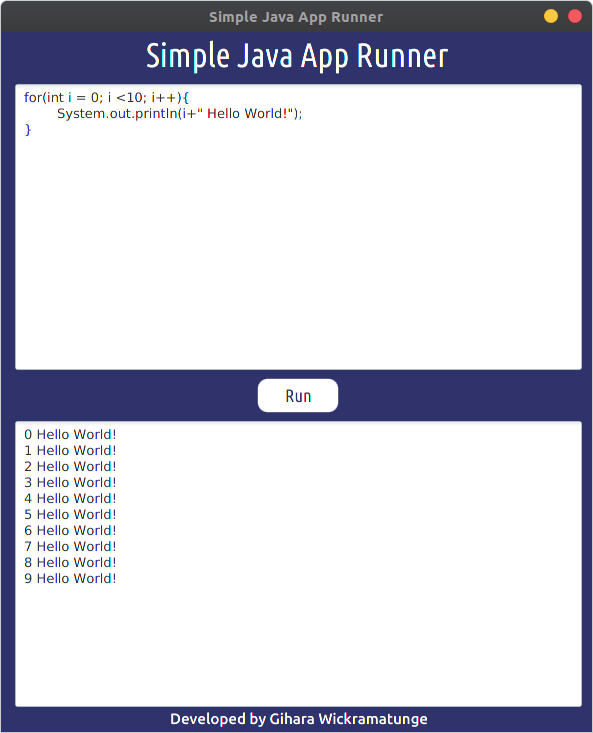 Simple Java App Runner
Simple Java App Runner
for(int i = 0; i <10; i++){
        System.out.println(i+" Hello World!");
}
Run
0 Hello World!
1 Hello World!
2 Hello World!
3 Hello World!
4 Hello World!
5 Hello World!
6 Hello World!
7 Hello World!
8 Hello World!
9 Hello World!
Developed by Gihara Wickramatunge